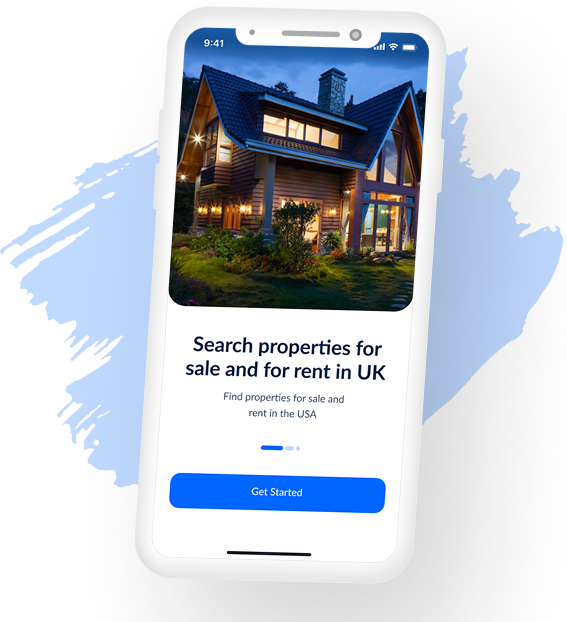 9:41
Search properties for
sale and for rent in UK
Find properties for sale and
rent in the USA
Get Started